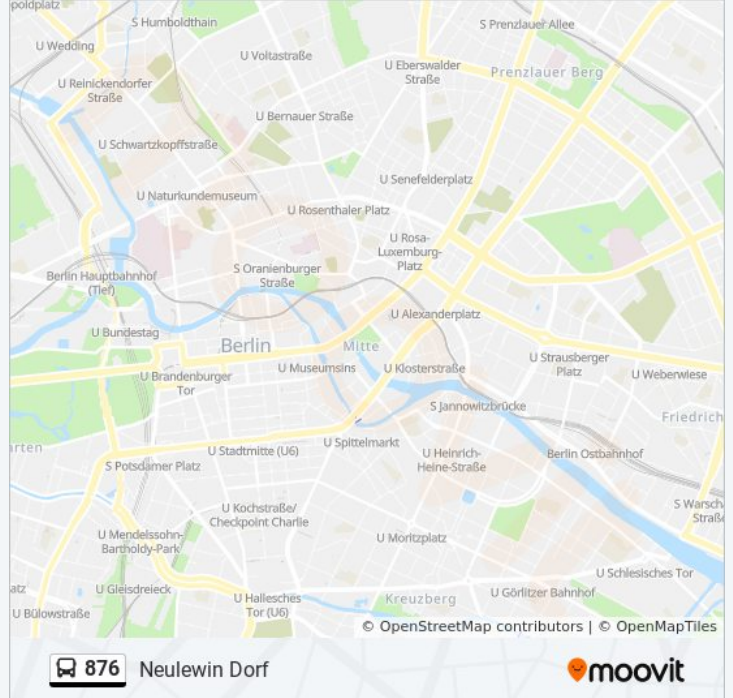 poldplatz
S Humboldthain
S Prenzlauer Allee
U Wedding
U Voltastraße
U Eberswalder
Straße
Prenzlauer Berg
U Reinickendorfer
Straße
U Bernauer Straße
U Schwartzkopffstraße
U Senefelderplatz
U Naturkundemuseum
U Rosenthaler Platz
U Rosa-
Luxemburg-
Platz
Berlin Hauptbahnhof
(Tief)
S Oranienburger
Straße
U Alexanderplatz
U Bundestag
Berlin
Mitte
U Strausberger
Platz
U Museumsins
U Klosterstraße
U Weberwiese
U Brandenburger
Tor
S Jannowitzbrücke
Friedrich
rten
U Stadtmitte (U6)
U Spittelmarkt
U Heinrich-
Heine-Straße
Berlin Ostbahnhof
S Potsdamer Platz
S Warsch
Straße
U Kochstraße/
Checkpoint Charlie
U Mendelssohn-
Bartholdy-Park
U Moritzplatz
U Schlesisches Tor
atz
U Gleisdreieck
U Hallesches
Tor (U6)
Kreuzberg
U Görlitzer Bahnhof
U Bülowstraße
© OpenStreetMap contributors | © OpenMapTiles
876 Neulewin Dorf
moovit